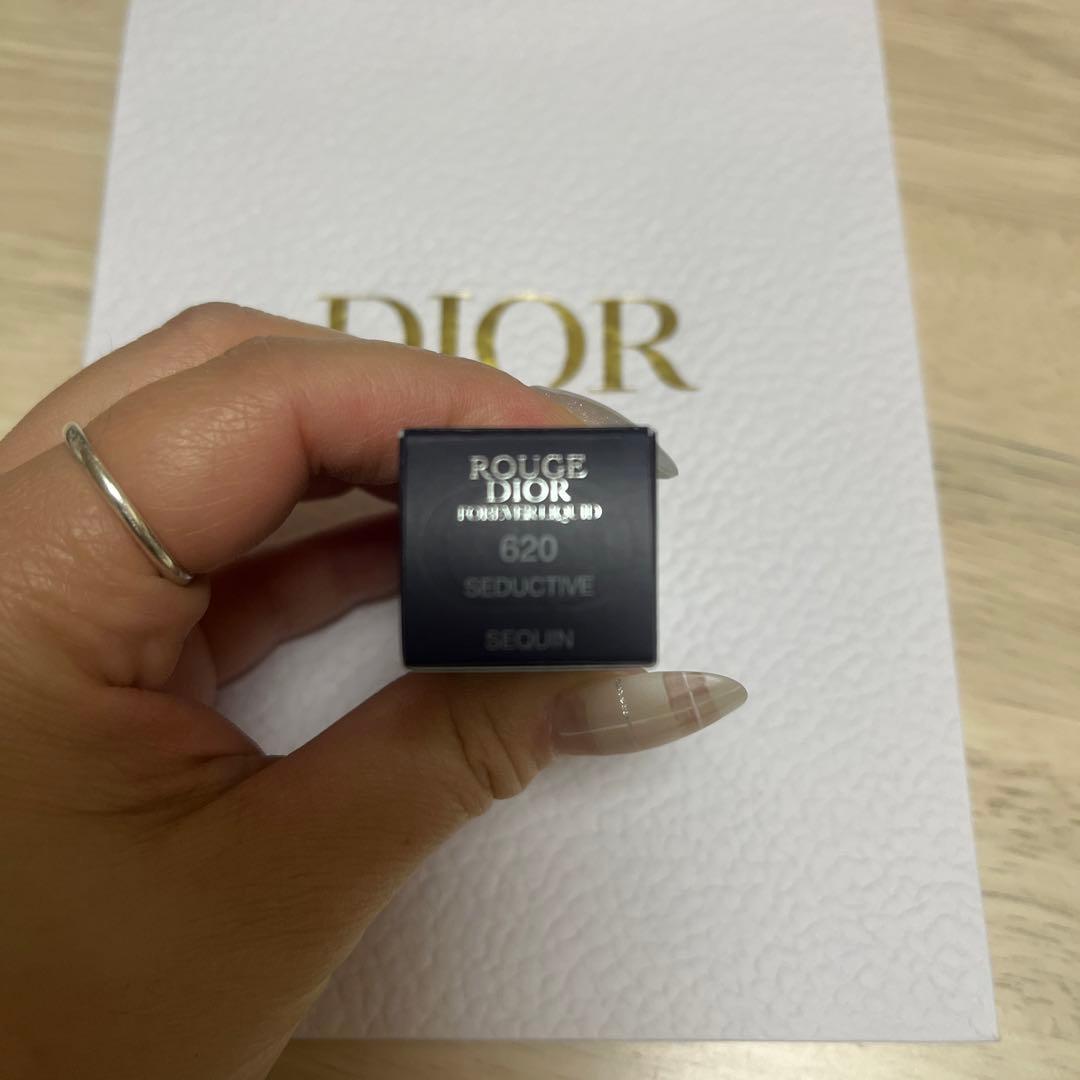 DIOR
ROUGE
DIOR
FOREVER LIQUID
620
SEDUCTIVE
SEQUIN